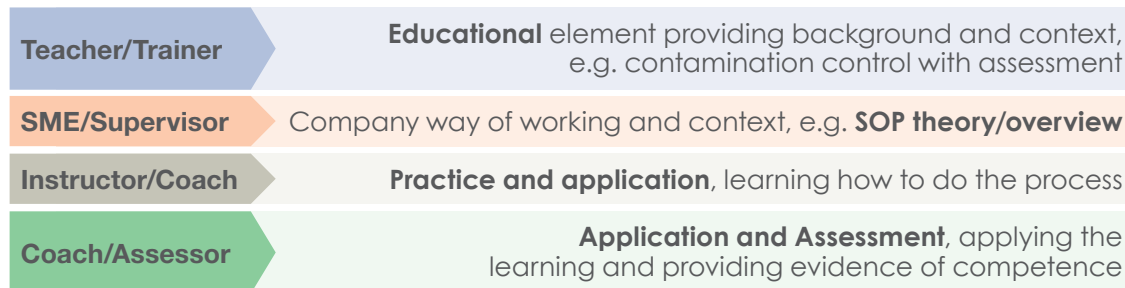 Teacher/Trainer
Educational element providing background and context,
e.g. contamination control with assessment
SME/Supervisor
Company way of working and context, e.g. SOP theory/overview
Instructor/Coach
Practice and application, learning how to do the process
Coach/Assessor
Application and Assessment, applying the
learning and providing evidence of competence